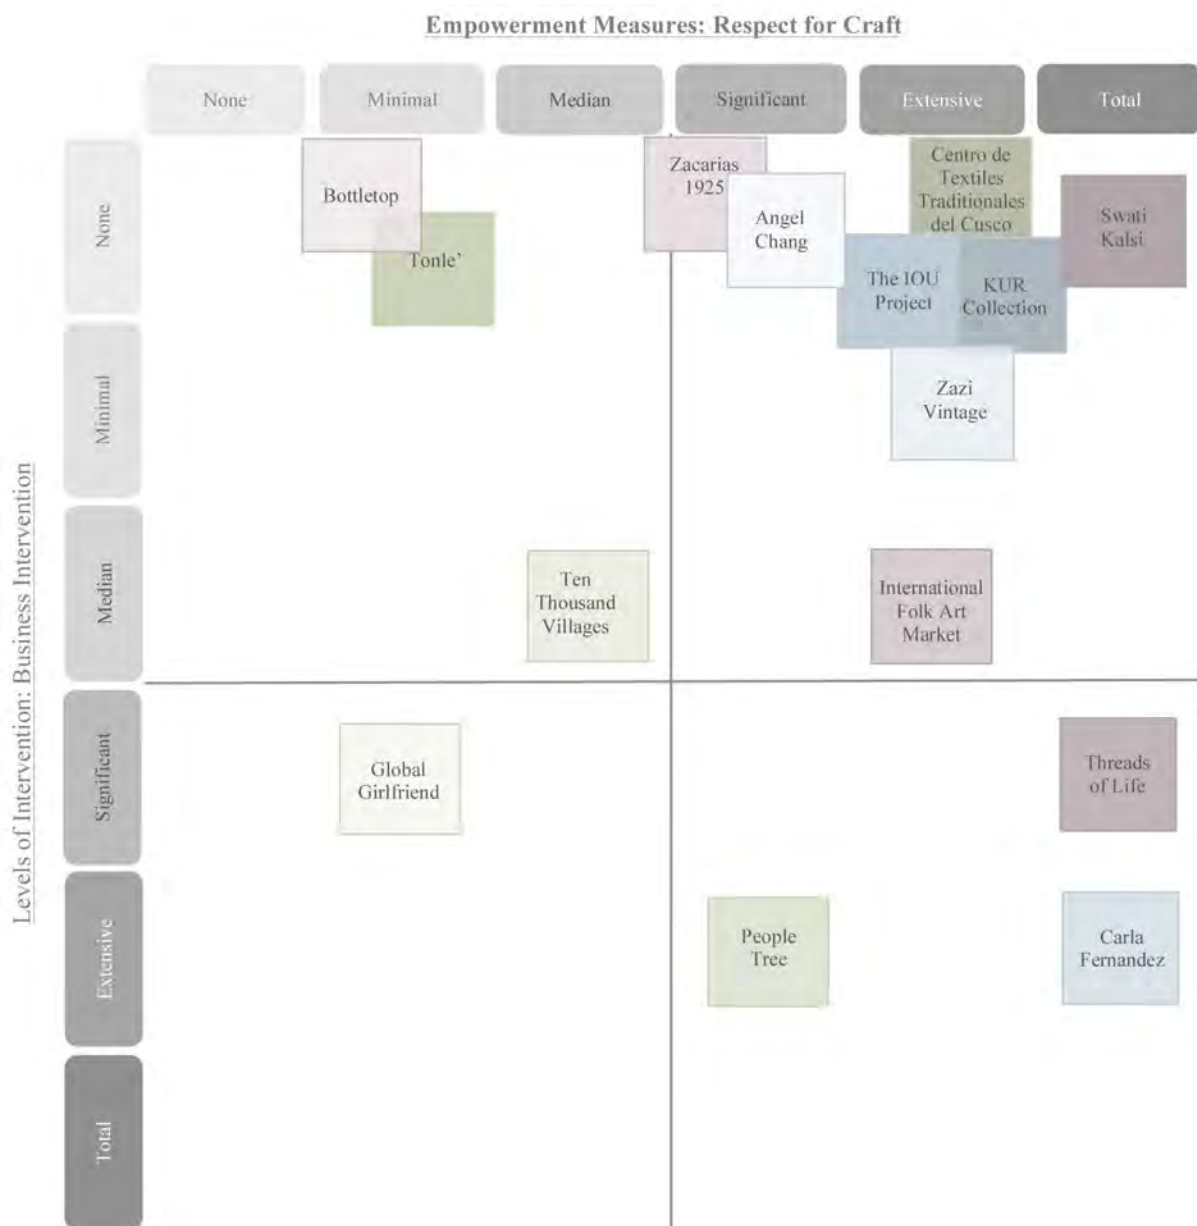 Empowerment Measures: Respect for Craft
None
Minimal
Median
Significant
Extensive
Total
Levels of Intervention: Business Intervention
None
Minimal
Median
Significant
Extensive
Total
Bottletop
Tonle’
Zacarias
1925
Angel
Chang
Centro de
Textiles
Traditionales
del Cusco
The IOU
Project
KUR
Collection
Swati
Kalsi
Zazi
Vintage
Ten
Thousand
Villages
International
Folk Art
Market
Global
Girlfriend
Threads
of Life
People
Tree
Carla
Fernandez